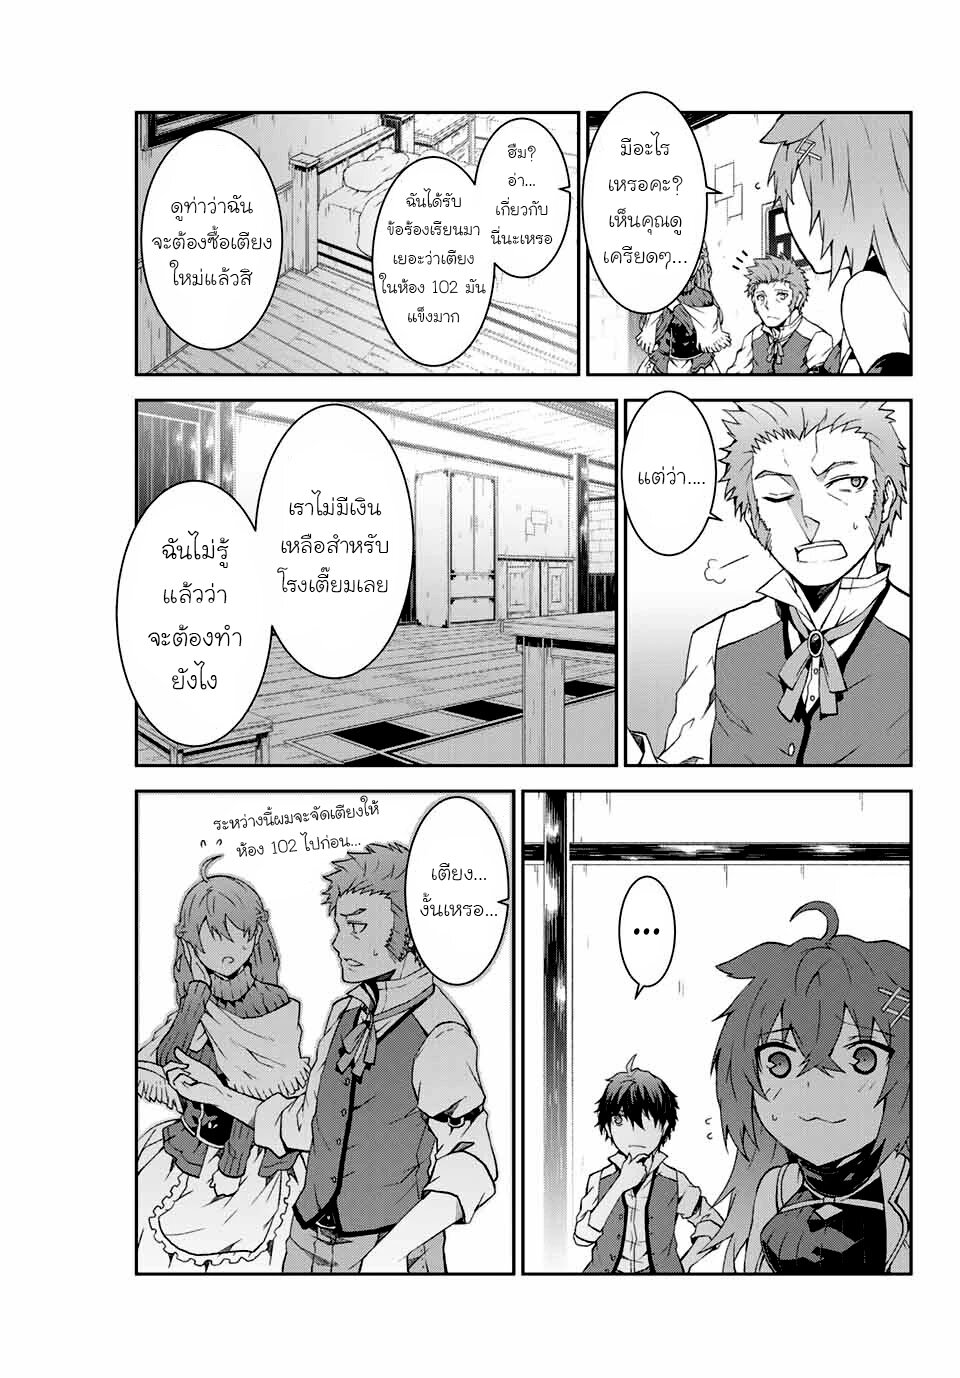 มีอะไร
เหรอคะ?
เห็นคุณดู
เครียดๆ...
ฮืม?
อ่า...
เกี่ยวกับ
นี่นะเหรอ
ฉันได้รับ
ข้อร้องเรียนมา
เยอะว่าเตียง
ในห้อง 102 มัน
แข็งมาก
ดูท่าว่าฉัน
จะต้องซื้อเตียง
ใหม่แล้วสิ
แต่ว่า....
เราไม่มีเงิน
เหลือสำหรับ
โรงเตี๊ยมเลย
ฉันไม่รู้
แล้วว่า
จะต้องทำ
ยังไง
...
เตียง...
งั้นเหรอ...
ระหว่างนี้ผมจะจัดเตียงให้
ห้อง 102 ไปก่อน...